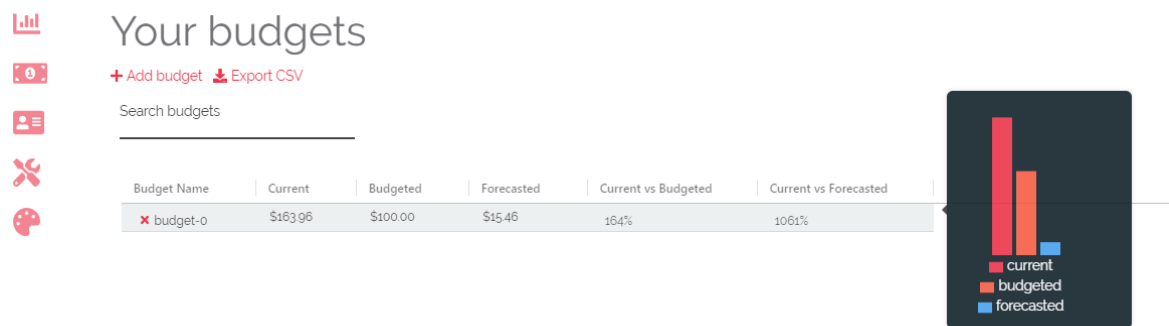 Your budgets
Add budget Export CSV
Search budgets
Budget Name Current Budgeted Forecasted Current vs Budgeted Current vs Forecasted
budget-0 $163.96 $100.00 $15.46 164% 1061%
current
budgeted
forecasted